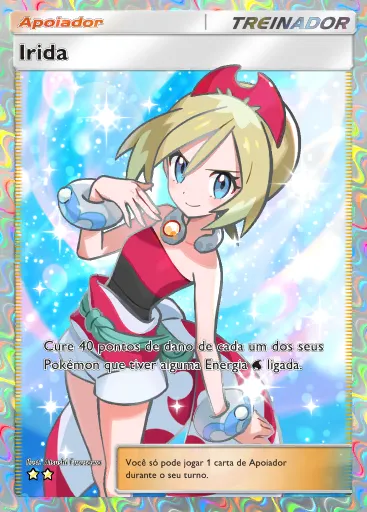 Apoiador
TREINADOR
Irida
Cure 40 pontos de dano de cada um dos seus
Pokémon que tiver alguma Energia ligada.
Você só pode jogar 1 carta de Apoiador
durante o seu turno.